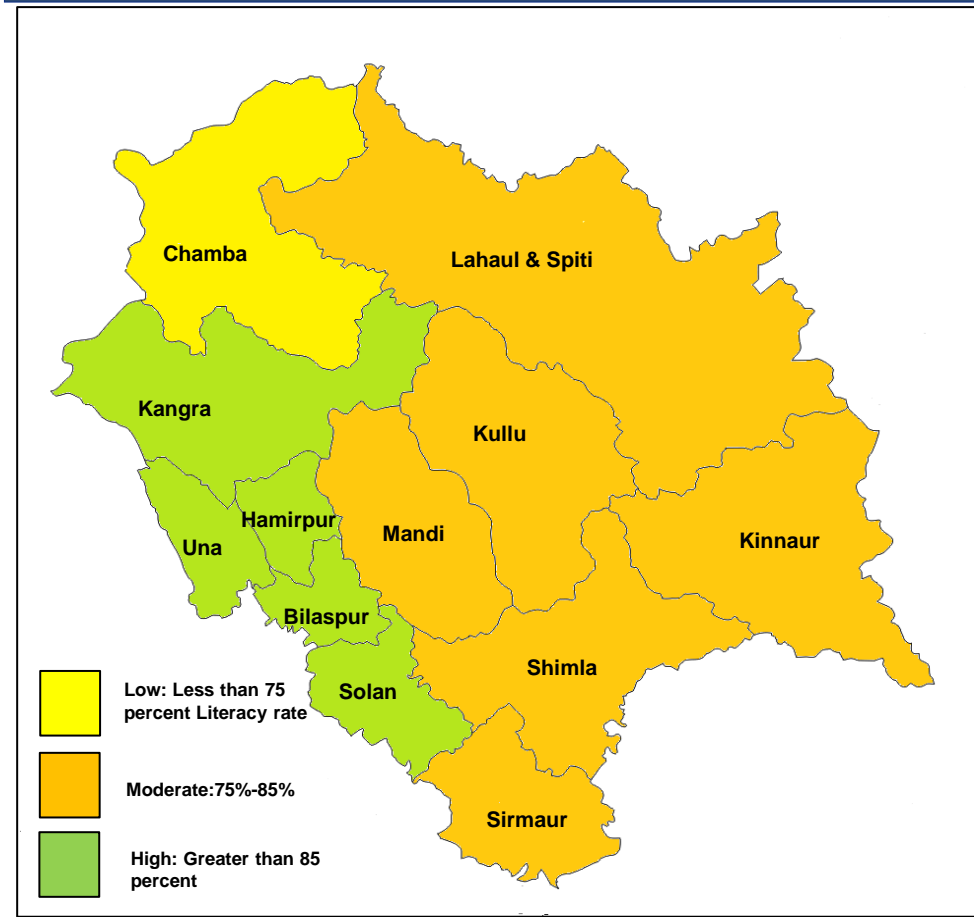 Chamba
Lahaul & Spiti
Kangra
Kullu
Hamirpur
Mandi
Una
Kinnaur
Bilaspur
Shimla
Solan
Sirmaur
Low: Less than 75
percent Literacy rate
Moderate:75%-85%
High: Greater than 85
percent